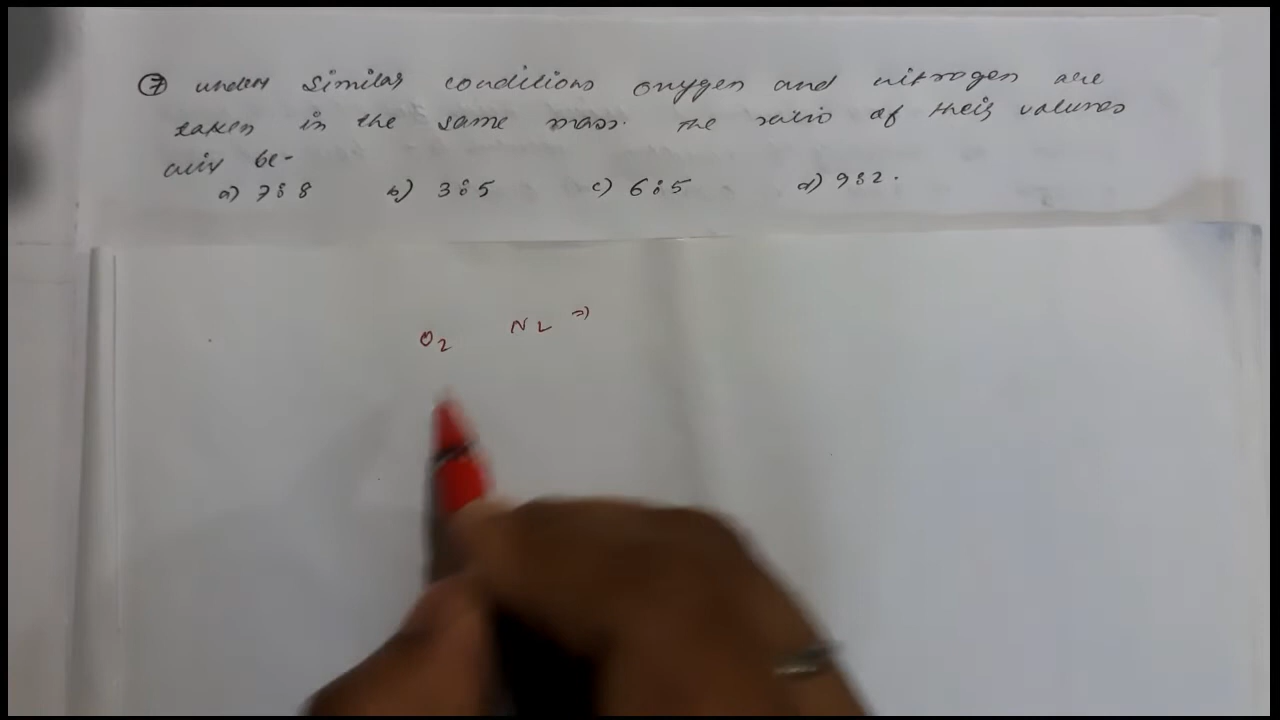 ⑦ under similar conditions oxygen and nitrogen are
taken in the same mass. The ratio of their volumes
will be-
a) 7:8 b) 3:5 c) 6:5 d) 9:2.
O2 N2 ⇒